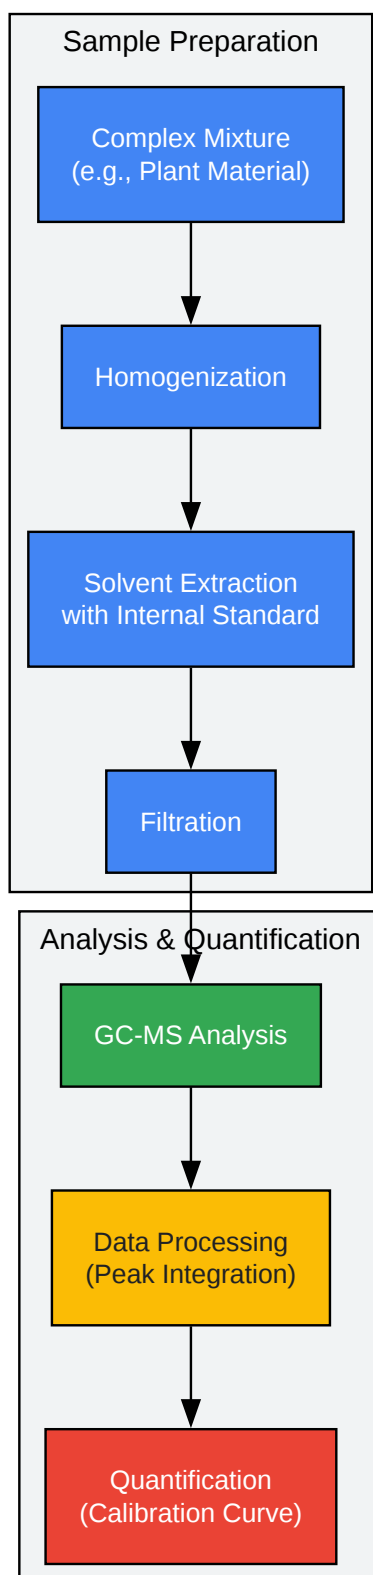 Sample Preparation
Complex Mixture
(e.g., Plant Material)
Homogenization
Solvent Extraction
with Internal Standard
Filtration
Analysis & Quantification
GC-MS Analysis
Data Processing
(Peak Integration)
Quantification
(Calibration Curve)